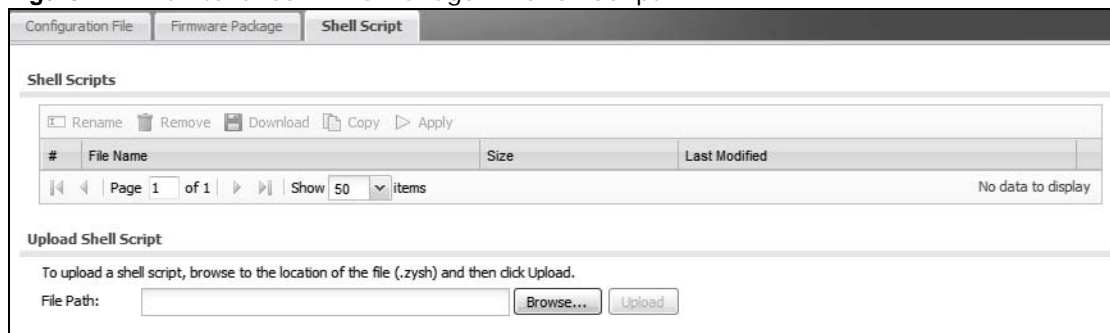 Configuration File Firmware Package Shell Script
Shell Scripts
Rename Remove Download Copy Apply
# File Name Size Last Modified
Page 1 of 1 Show 50 items No data to display
Upload Shell Script
To upload a shell script, browse to the location of the file (.zysh) and then click Upload.
File Path: Browse... Upload